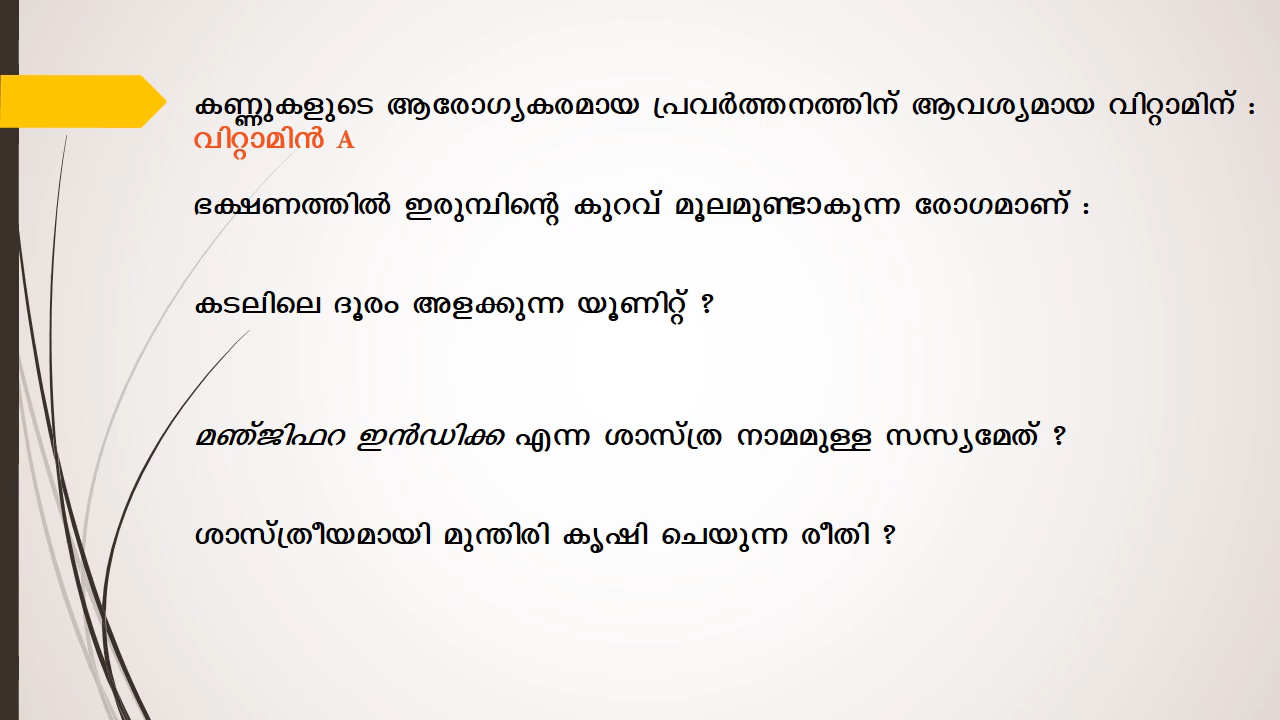 കണ്ണുകളുടെ ആരോഗ്യകരമായ പ്രവർത്തനത്തിന് ആവശ്യമായ വിറ്റാമിന് :
വിറ്റാമിൻ A
ഭക്ഷണത്തിൽ ഇരുമ്പിന്റെ കുറവ് മൂലമുണ്ടാകുന്ന രോഗമാണ് :
കടലിലെ ദൂരം അളക്കുന്ന യൂണിറ്റ് ?
മഞ്ജിഫറ ഇൻഡിക്ക എന്ന ശാസ്ത്ര നാമമുള്ള സസ്യമേത് ?
ശാസ്ത്രീയമായി മുന്തിരി കൃഷി ചെയുന്ന രീതി ?